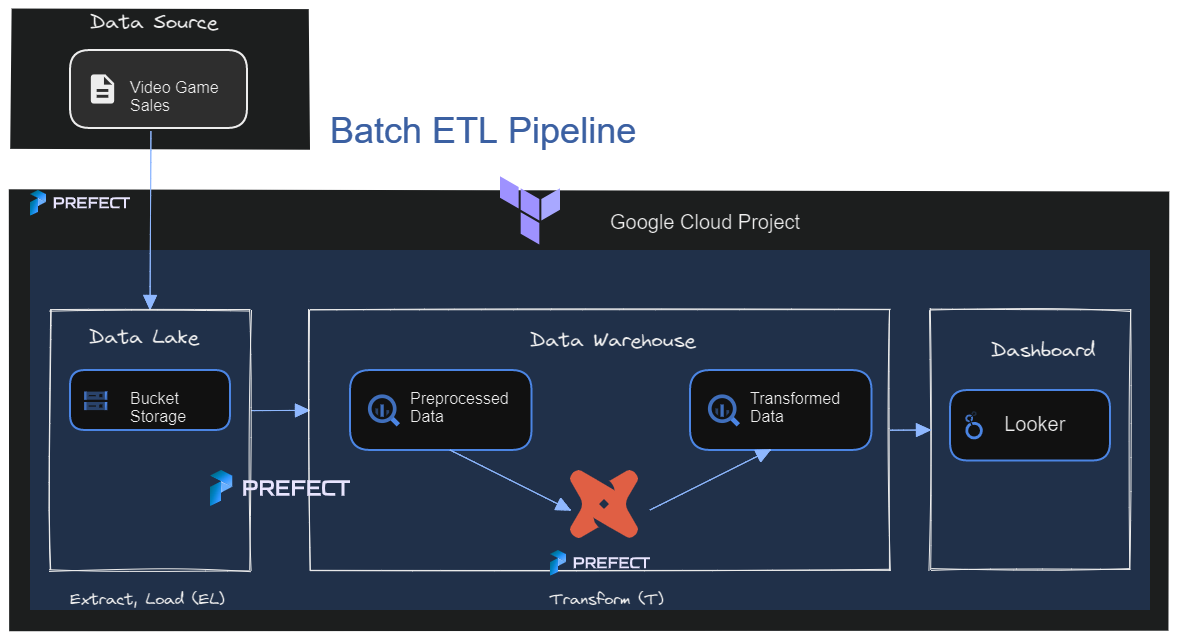 Data Source
Video Game
Sales
Batch ETL Pipeline
PREFECT
Google Cloud Project
Data Lake
Bucket
Storage
PREFECT
Data Warehouse
Preprocessed
Data
Transformed
Data
PREFECT
Dashboard
Looker
Extract, Load (EL)
Transform (T)